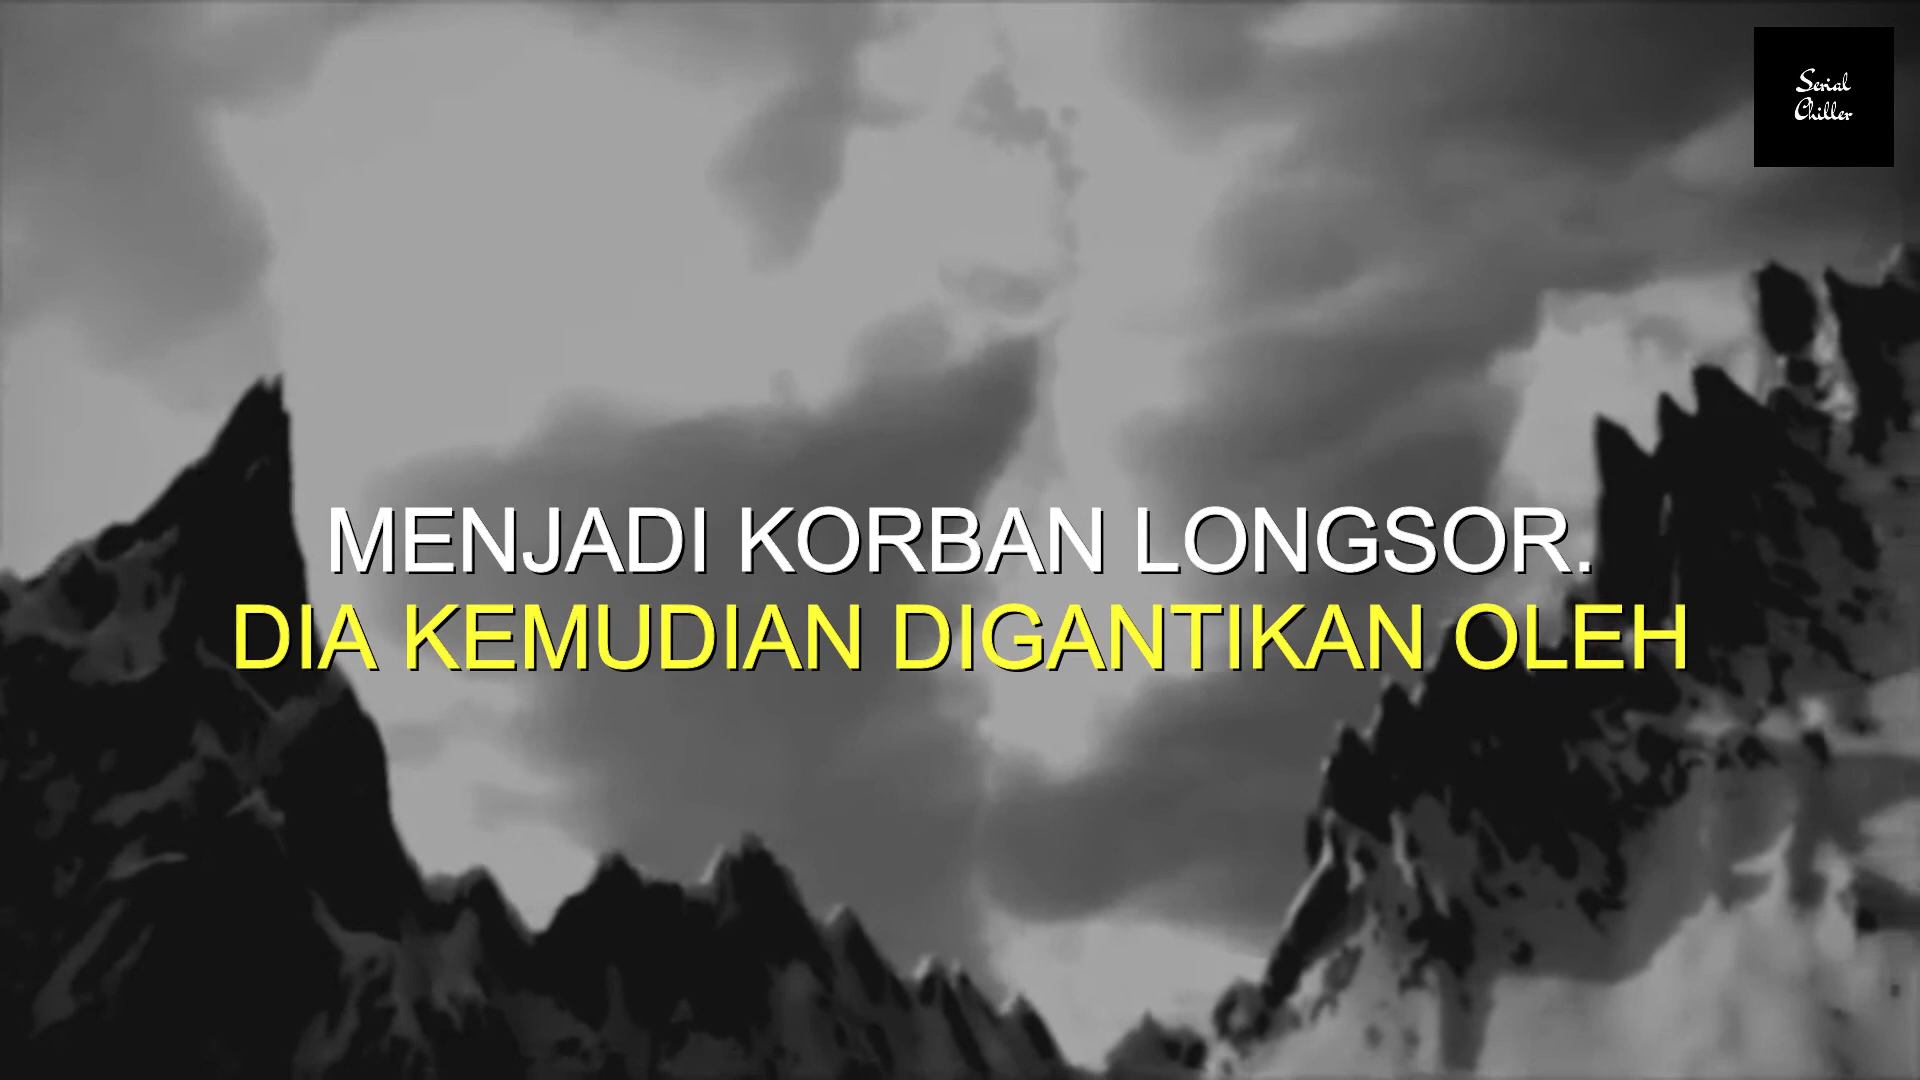 Serial
Chiller
MENJADI KORBAN LONGSOR.
DIA KEMUDIAN DIGANTIKAN OLEH